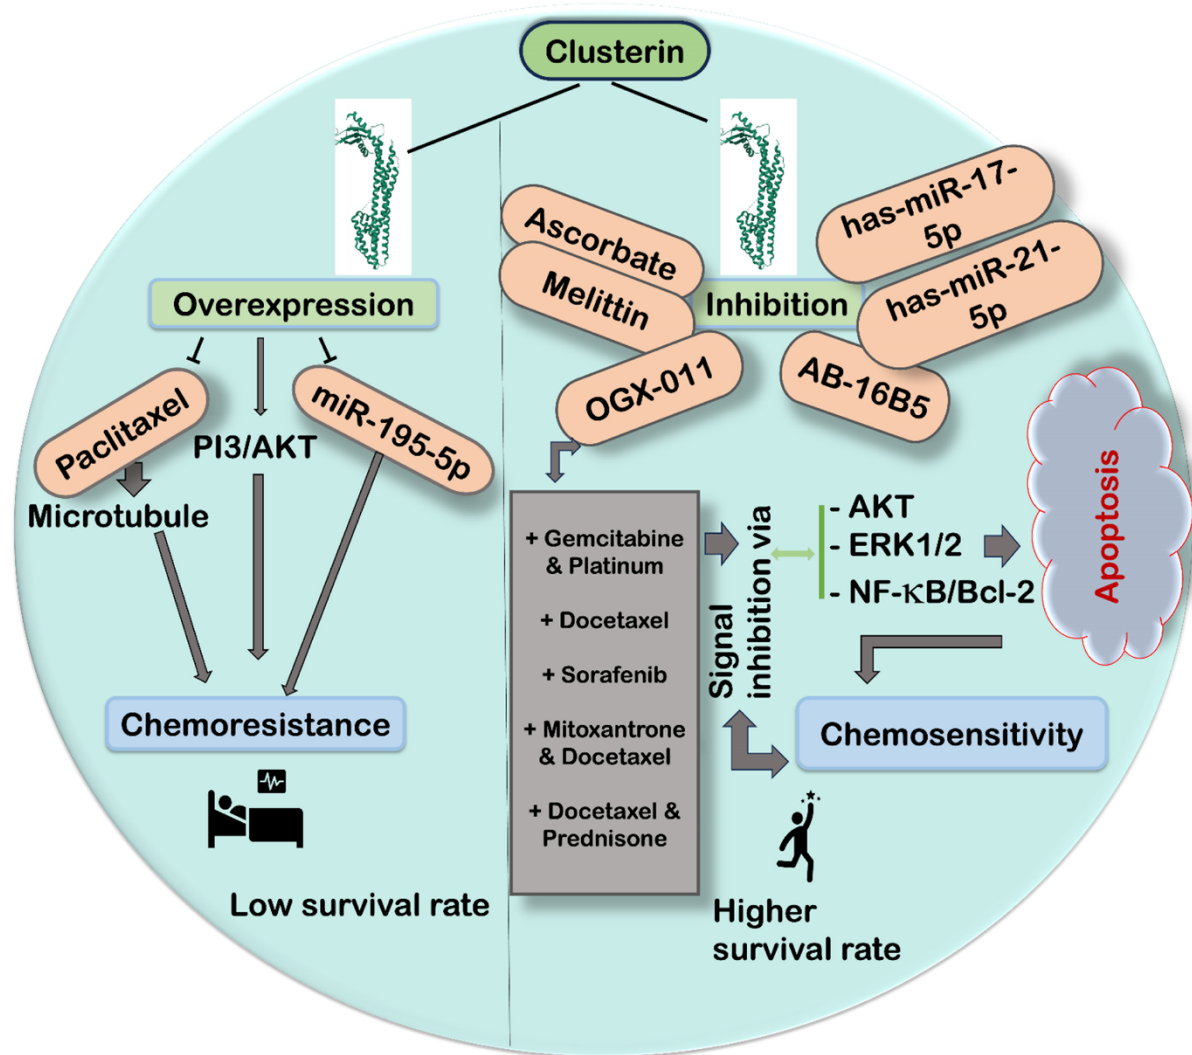 Clusterin
Overexpression
Paclitaxel
PI3/AKT
miR-195-5p
Microtubule
Chemoresistance
Low survival rate
Ascorbate
Melittin
OGX-011
Inhibition
has-miR-17-
5p
has-miR-21-
5p
AB-16B5
+ Gemcitabine
& Platinum
+ Docetaxel
+ Sorafenib
+ Mitoxantrone
& Docetaxel
+ Docetaxel &
Prednisone
Signal
inhibition via
- AKT
- ERK1/2
- NF-κB/Bcl-2
Apoptosis
Chemosensitivity
Higher
survival rate